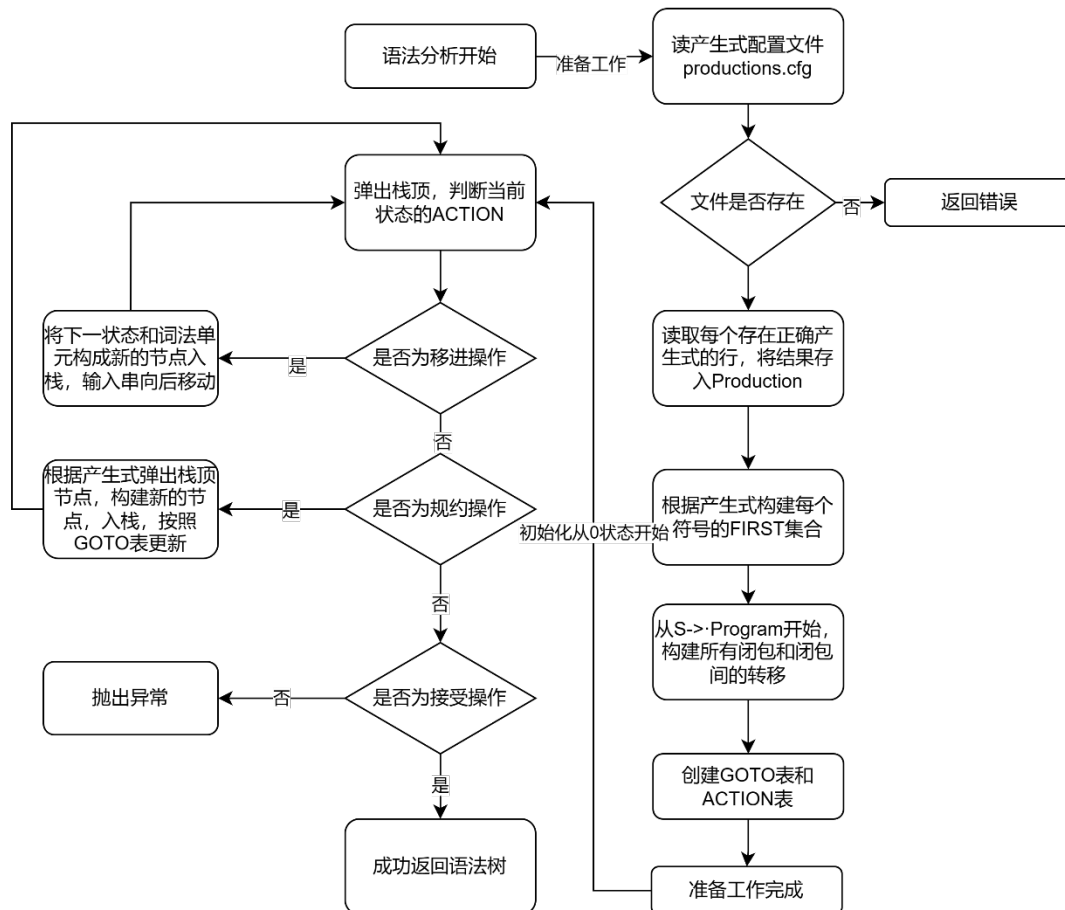 语法分析开始
准备工作
读产生式配置文件
productions.cfg
文件是否存在
否
返回错误
读取每个存在正确产
生式的行，将结果存
入Production
根据产生式构建每个
符号的FIRST集合
从S->·Program开始，
构建所有闭包和闭包
间的转移
创建GOTO表和
ACTION表
准备工作完成
初始化从0状态开始
弹出栈顶，判断当前
状态的ACTION
是否为移进操作
是
将下一状态和词法单
元构成新的节点入
栈，输入串向后移动
否
是否为规约操作
是
根据产生式弹出栈顶
节点，构建新的节
点，入栈，按照
GOTO表更新
否
是否为接受操作
否
抛出异常
是
成功返回语法树